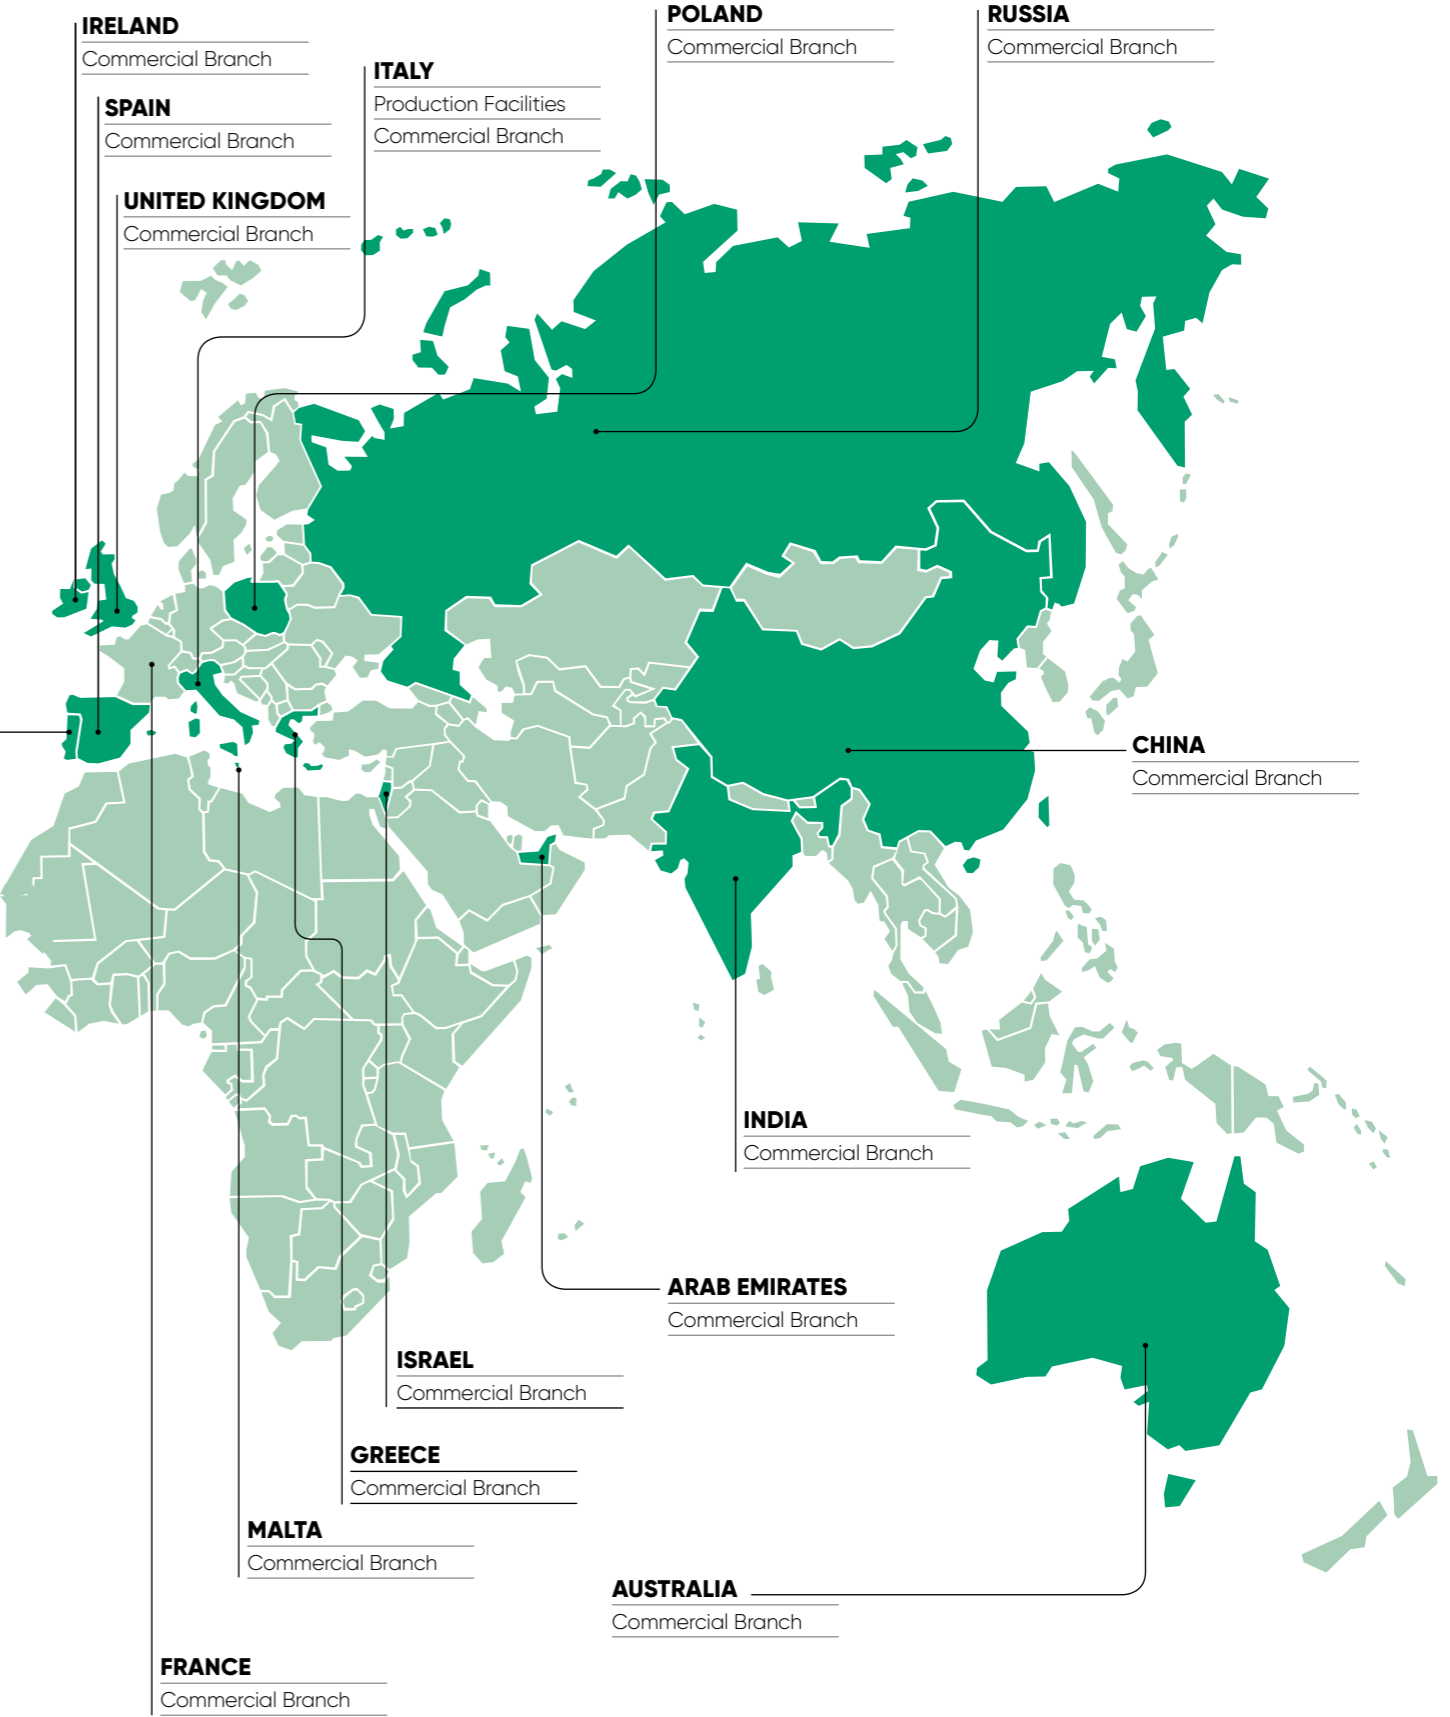 IRELAND
Commercial Branch
SPAIN
Commercial Branch
UNITED KINGDOM
Commercial Branch
ITALY
Production Facilities
Commercial Branch
POLAND
Commercial Branch
RUSSIA
Commercial Branch
CHINA
Commercial Branch
INDIA
Commercial Branch
ARAB EMIRATES
Commercial Branch
ISRAEL
Commercial Branch
GREECE
Commercial Branch
MALTA
Commercial Branch
AUSTRALIA
Commercial Branch
FRANCE
Commercial Branch